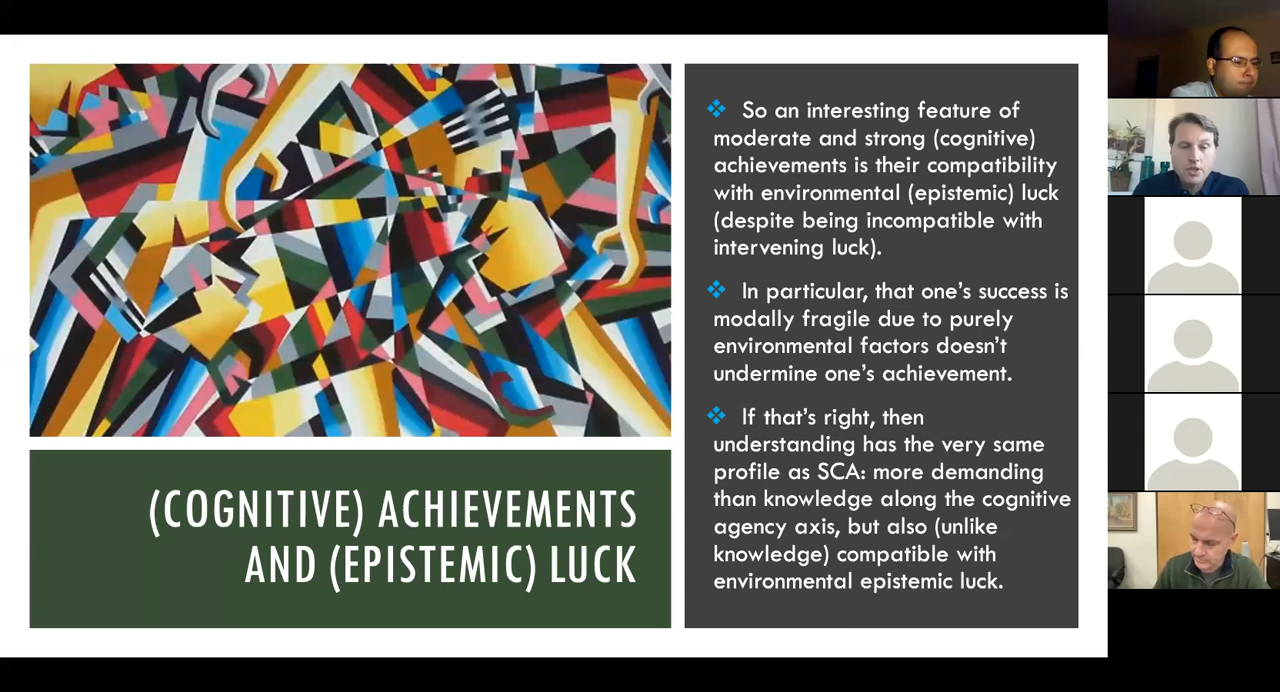 (COGNITIVE) ACHIEVEMENTS
AND (EPISTEMIC) LUCK
❖ So an interesting feature of
moderate and strong (cognitive)
achievements is their compatibility
with environmental (epistemic) luck
(despite being incompatible with
intervening luck).
❖ In particular, that one’s success is
modally fragile due to purely
environmental factors doesn’t
undermine one’s achievement.
❖ If that’s right, then
understanding has the very same
profile as SCA: more demanding
than knowledge along the cognitive
agency axis, but also (unlike
knowledge) compatible with
environmental epistemic luck.